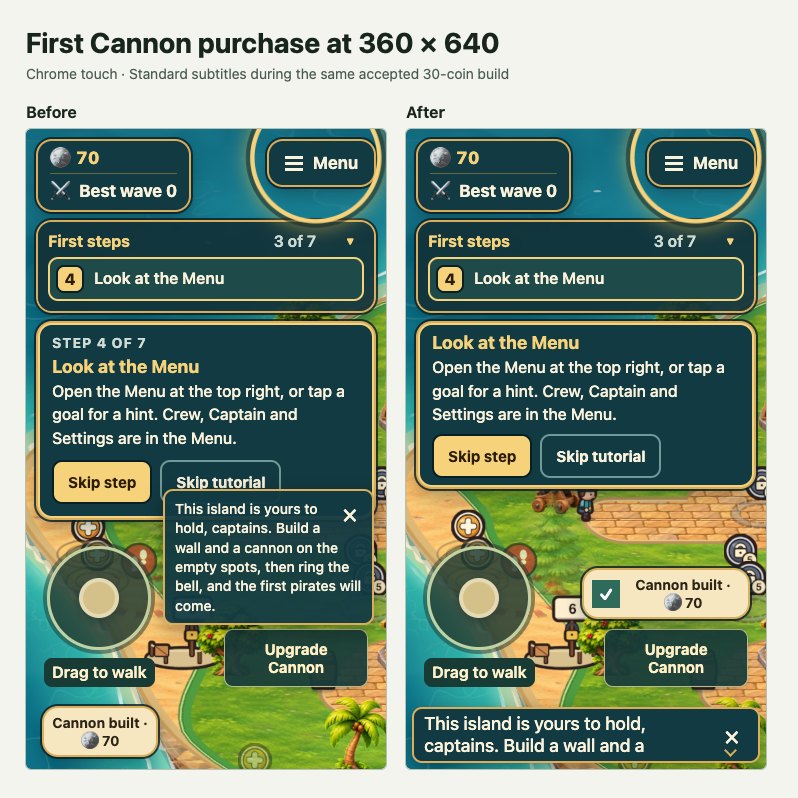 First Cannon purchase at 360 × 640
Chrome touch · Standard subtitles during the same accepted 30-coin build
Before
70
Best wave 0
Menu
First steps
3 of 7
4
Look at the Menu
STEP 4 OF 7
Look at the Menu
Open the Menu at the top right, or tap a
goal for a hint. Crew, Captain and
Settings are in the Menu.
Skip step
Skip tutorial
This island is yours to
hold, captains. Build a
wall and a cannon on the
empty spots, then ring the
bell, and the first pirates will
come.
Drag to walk
Upgrade
Cannon
Cannon built ·
70
After
70
Best wave 0
Menu
First steps
3 of 7
4
Look at the Menu
Look at the Menu
Open the Menu at the top right, or tap a
goal for a hint. Crew, Captain and
Settings are in the Menu.
Skip step
Skip tutorial
5
5
6
Cannon built ·
70
Drag to walk
Upgrade
Cannon
This island is yours to hold,
captains. Build a wall and a